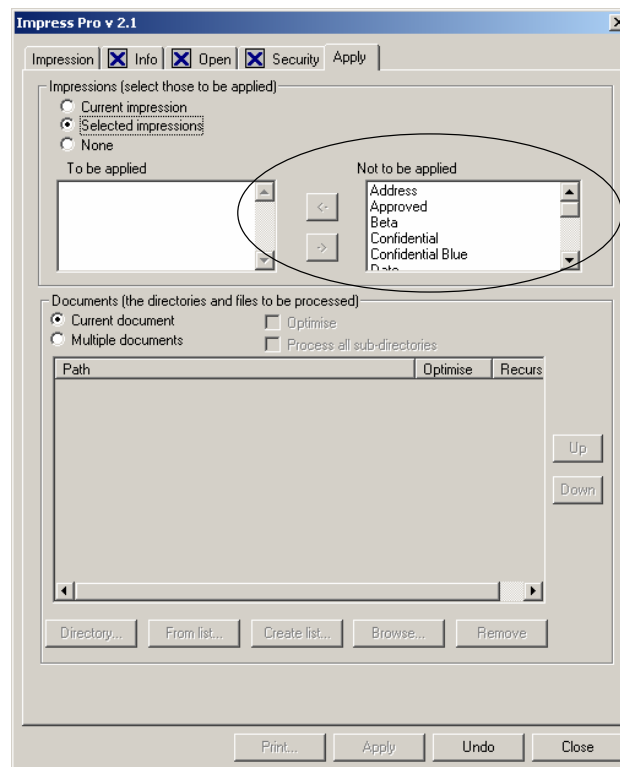 Impress Pro v 2.1
Impression Info Open Security Apply
Impressions (select those to be applied)
Current impression
Selected impressions
None
To be applied Not to be applied
Address
<- Approved
Beta
-> Confidential
Confidential Blue
Date
Documents (the directories and files to be processed)
Current document Optimise
Multiple documents Process all sub-directories
Path Optimise Recurs
Up
Down
Directory... From list... Create list... Browse... Remove
Print... Apply Undo Close